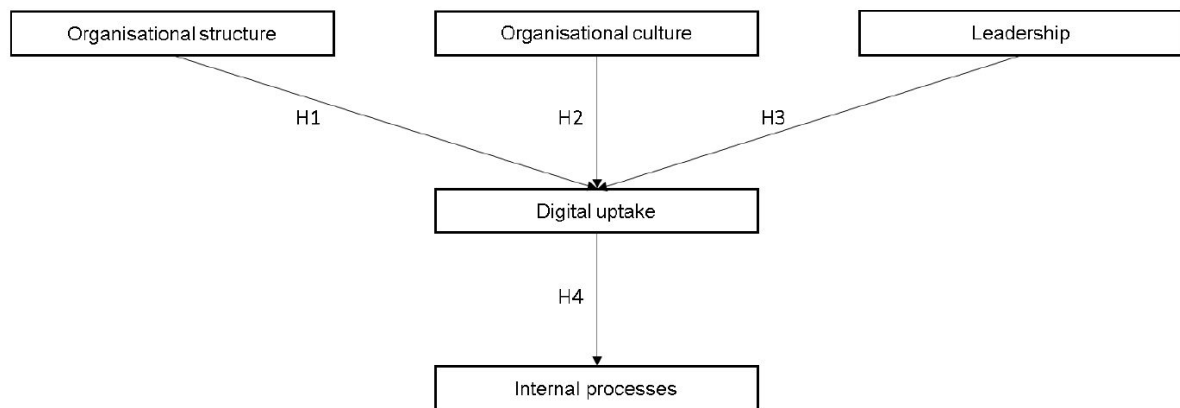 Organisational structure
Organisational culture
Leadership
H1
H2
H3
Digital uptake
H4
Internal processes